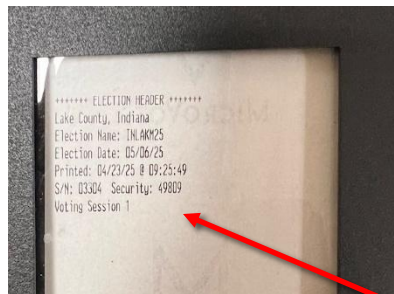 +++++++ ELECTION HEADER +++++++
Lake County, Indiana
Election Name: INLAKM25
Election Date: 05/06/25
Printed: 04/23/25 @ 09:25:49
S/N: 03304 Security: 49809
Voting Session 1